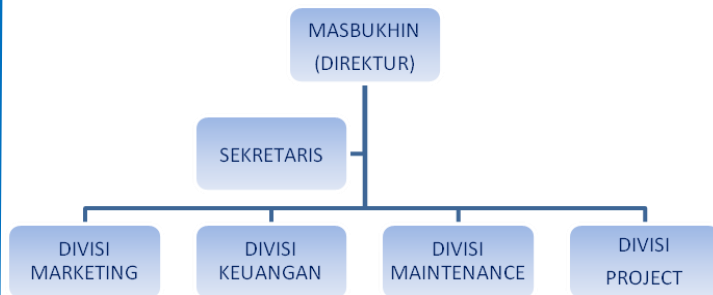 MASBUKHIN
(DIREKTUR)
SEKRETARIS
DIVISI
MARKETING
DIVISI
KEUANGAN
DIVISI
MAINTENANCE
DIVISI
PROJECT